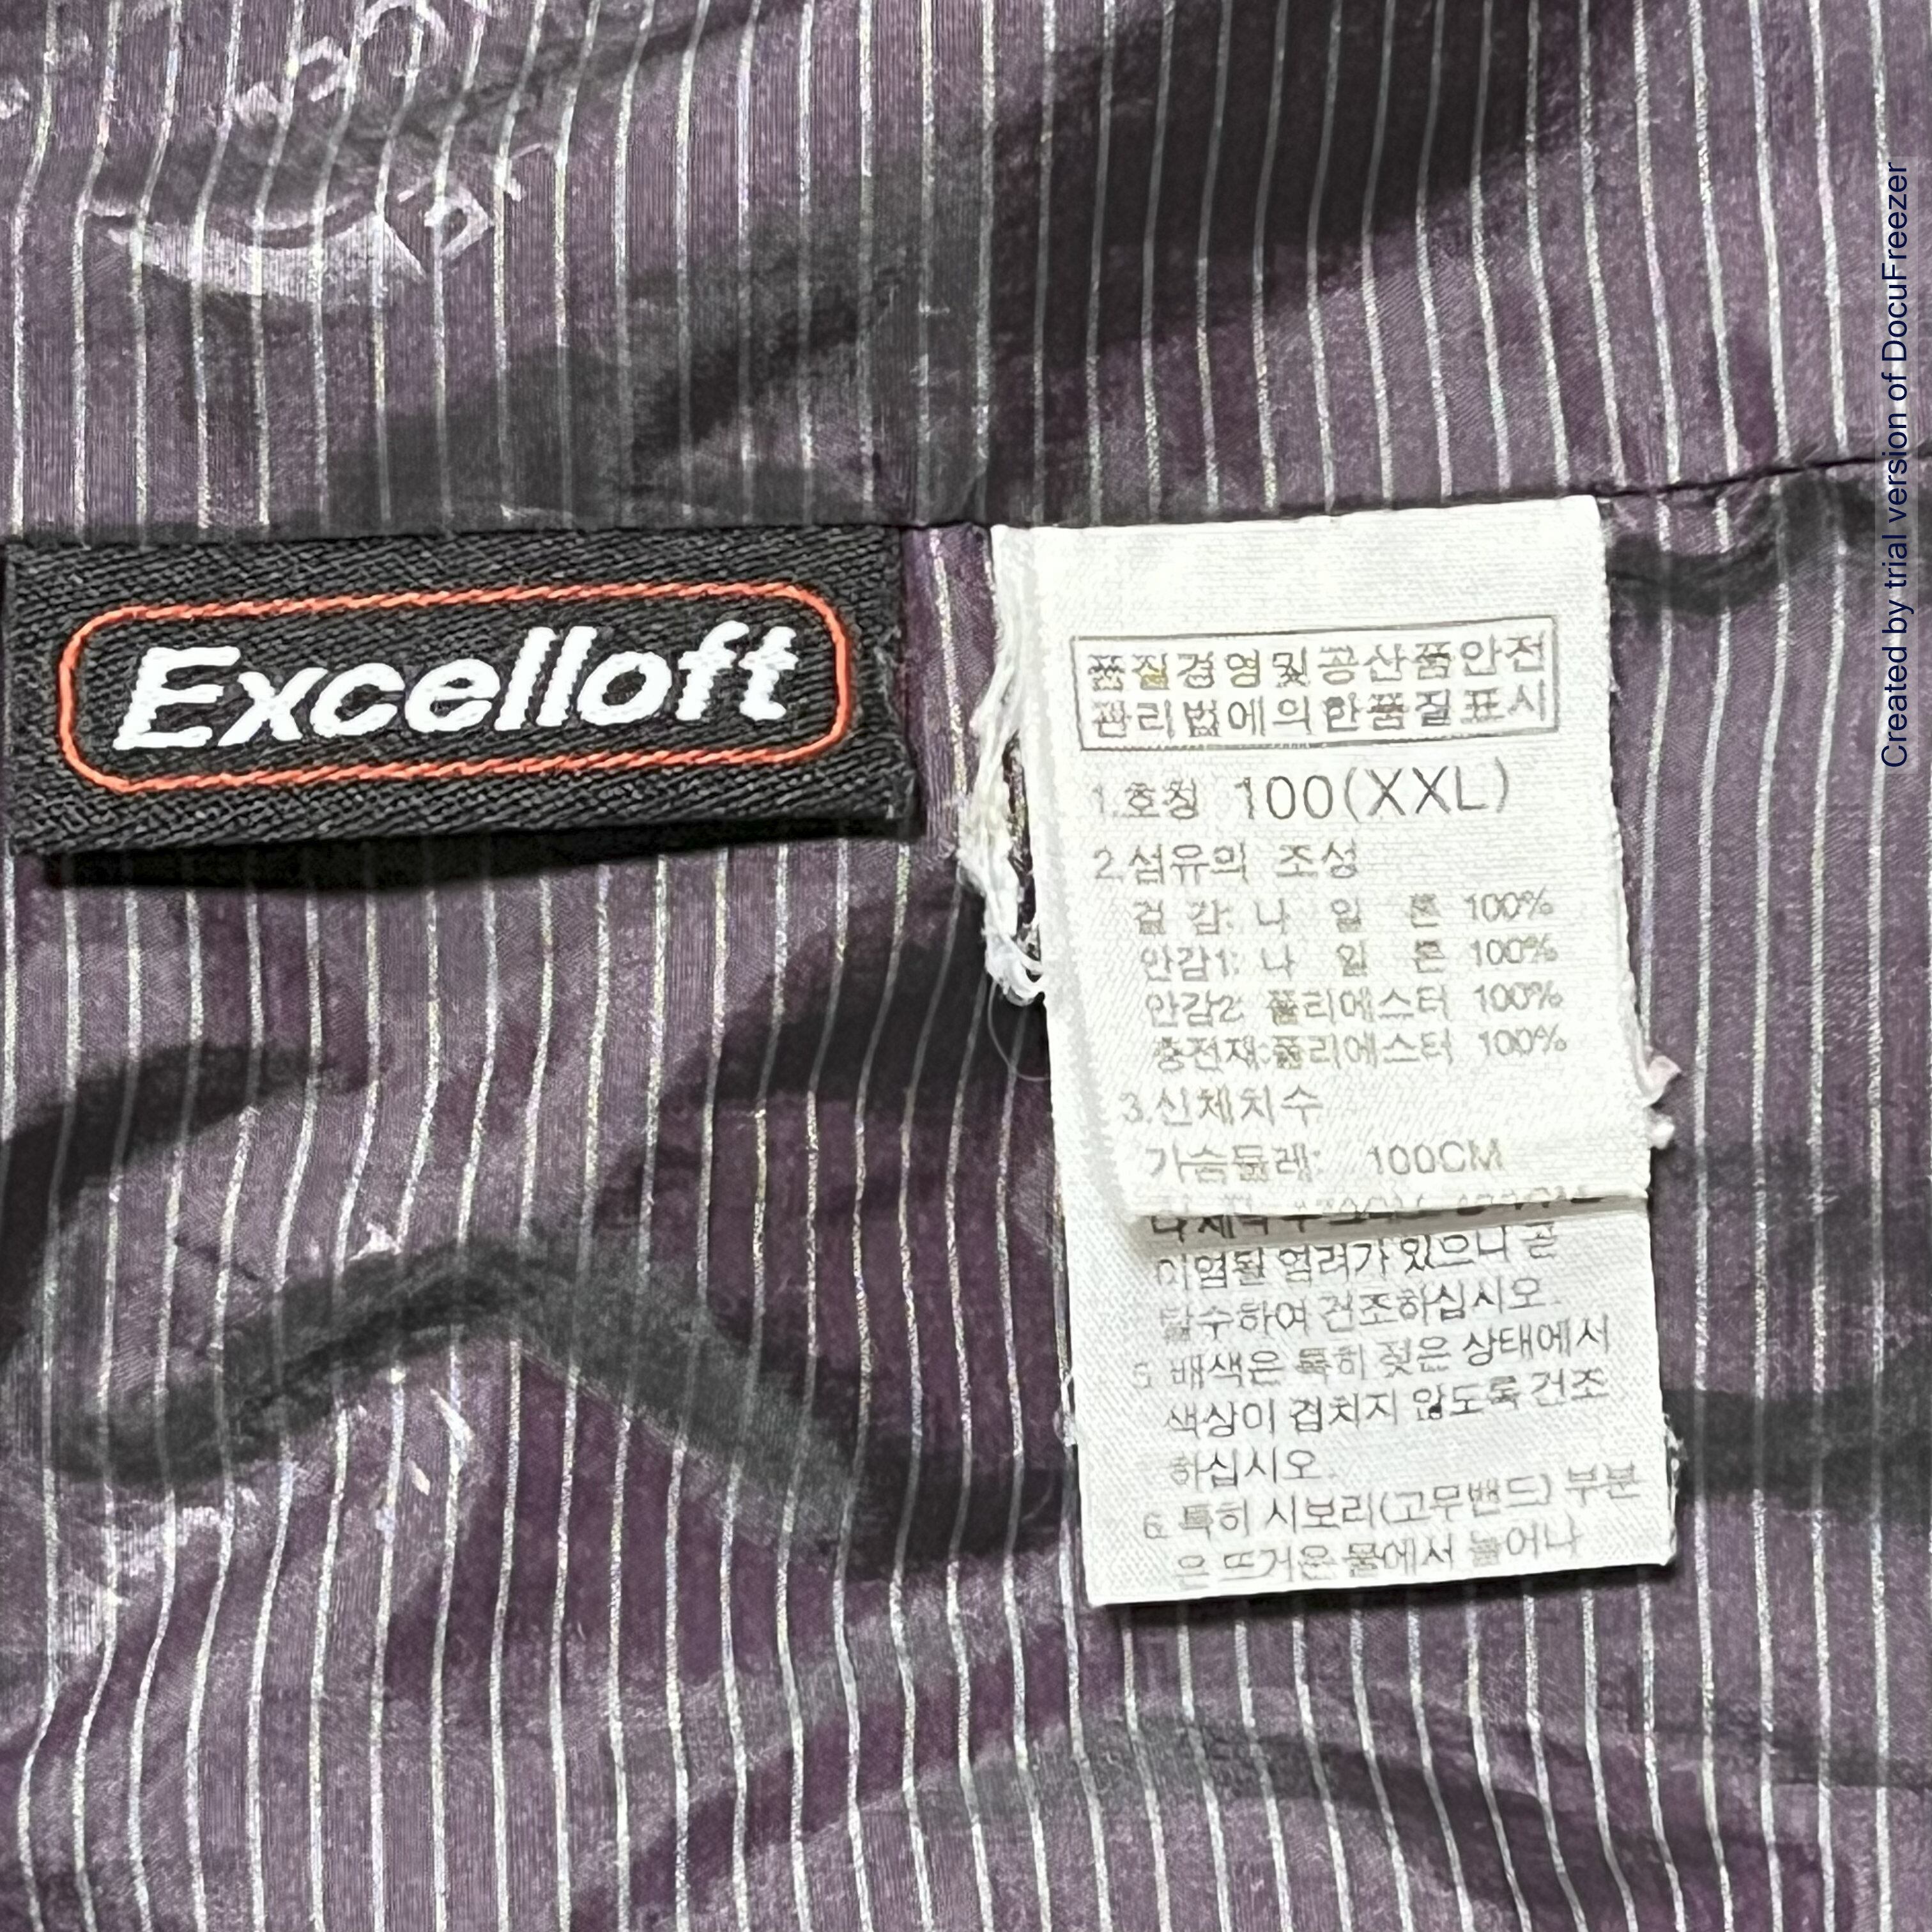 Excelloft
품질경영및공산품안전
관리법에의한품질표시
1.호칭 100(XXL)
2.섬유의 조성
겉 감: 나 일 론 100%
안감1: 나 일 론 100%
안감2: 폴리에스터 100%
충전재:폴리에스터 100%
3.신체치수
가슴둘레: 100CM
이염될 염려가 있으니 곧
탈수하여 건조하십시오.
5. 배색은 특히 젖은 상태에서
색상이 겹치지 않도록 건조
하십시오.
6. 특히 시보리(고무밴드) 부분
은 뜨거운 물에서 늘어나
Created by trial version of DocuFreezer